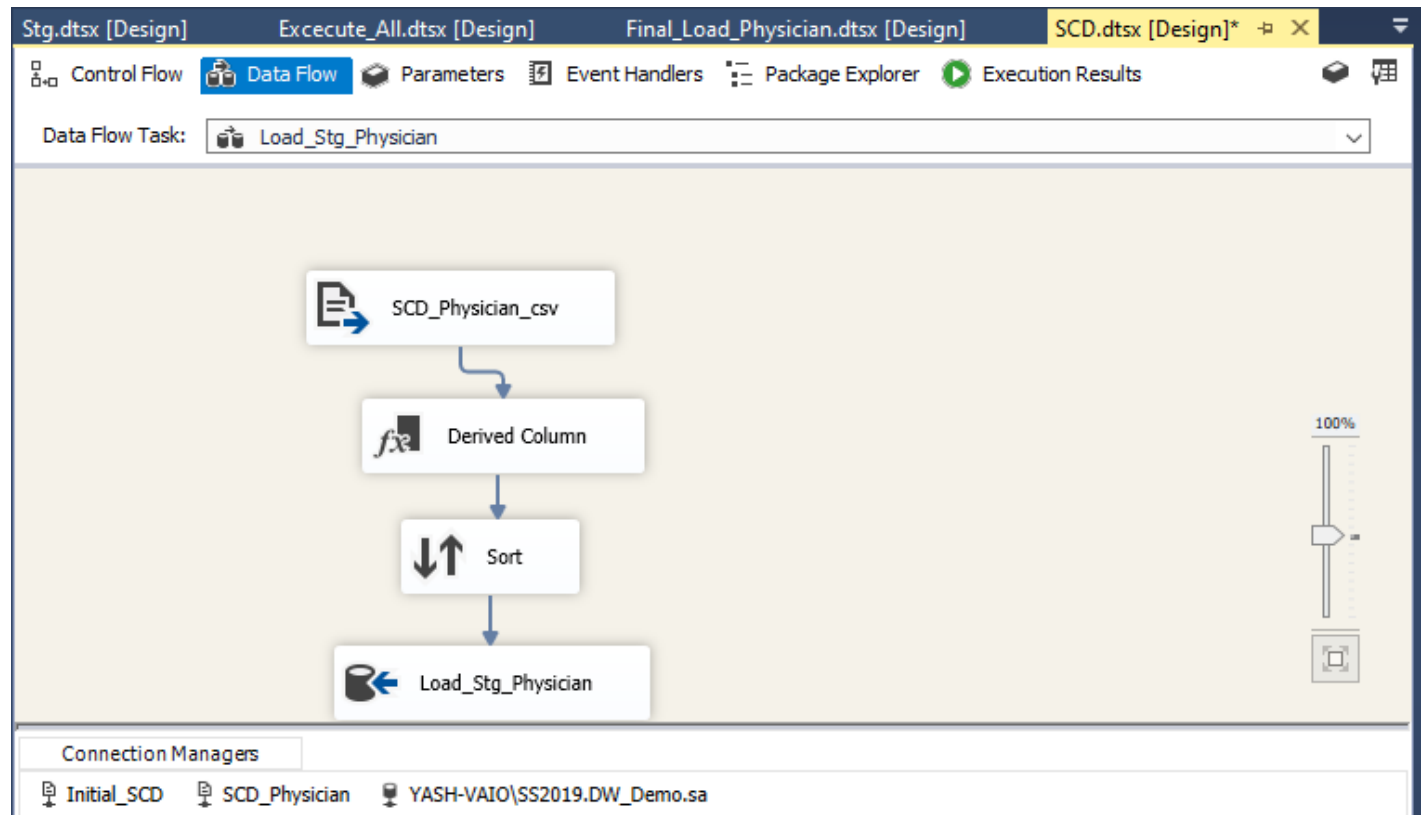 Stg.dtsx [Design] Excecute_All.dtsx [Design] Final_Load_Physician.dtsx [Design] SCD.dtsx [Design]*
Control Flow Data Flow Parameters Event Handlers Package Explorer Execution Results
Data Flow Task: Load_Stg_Physician
SCD_Physician_csv
fx Derived Column
100%
Sort
Load_Stg_Physician
Connection Managers
Initial_SCD SCD_Physician YASH-VAIO\SS2019.DW_Demo.sa